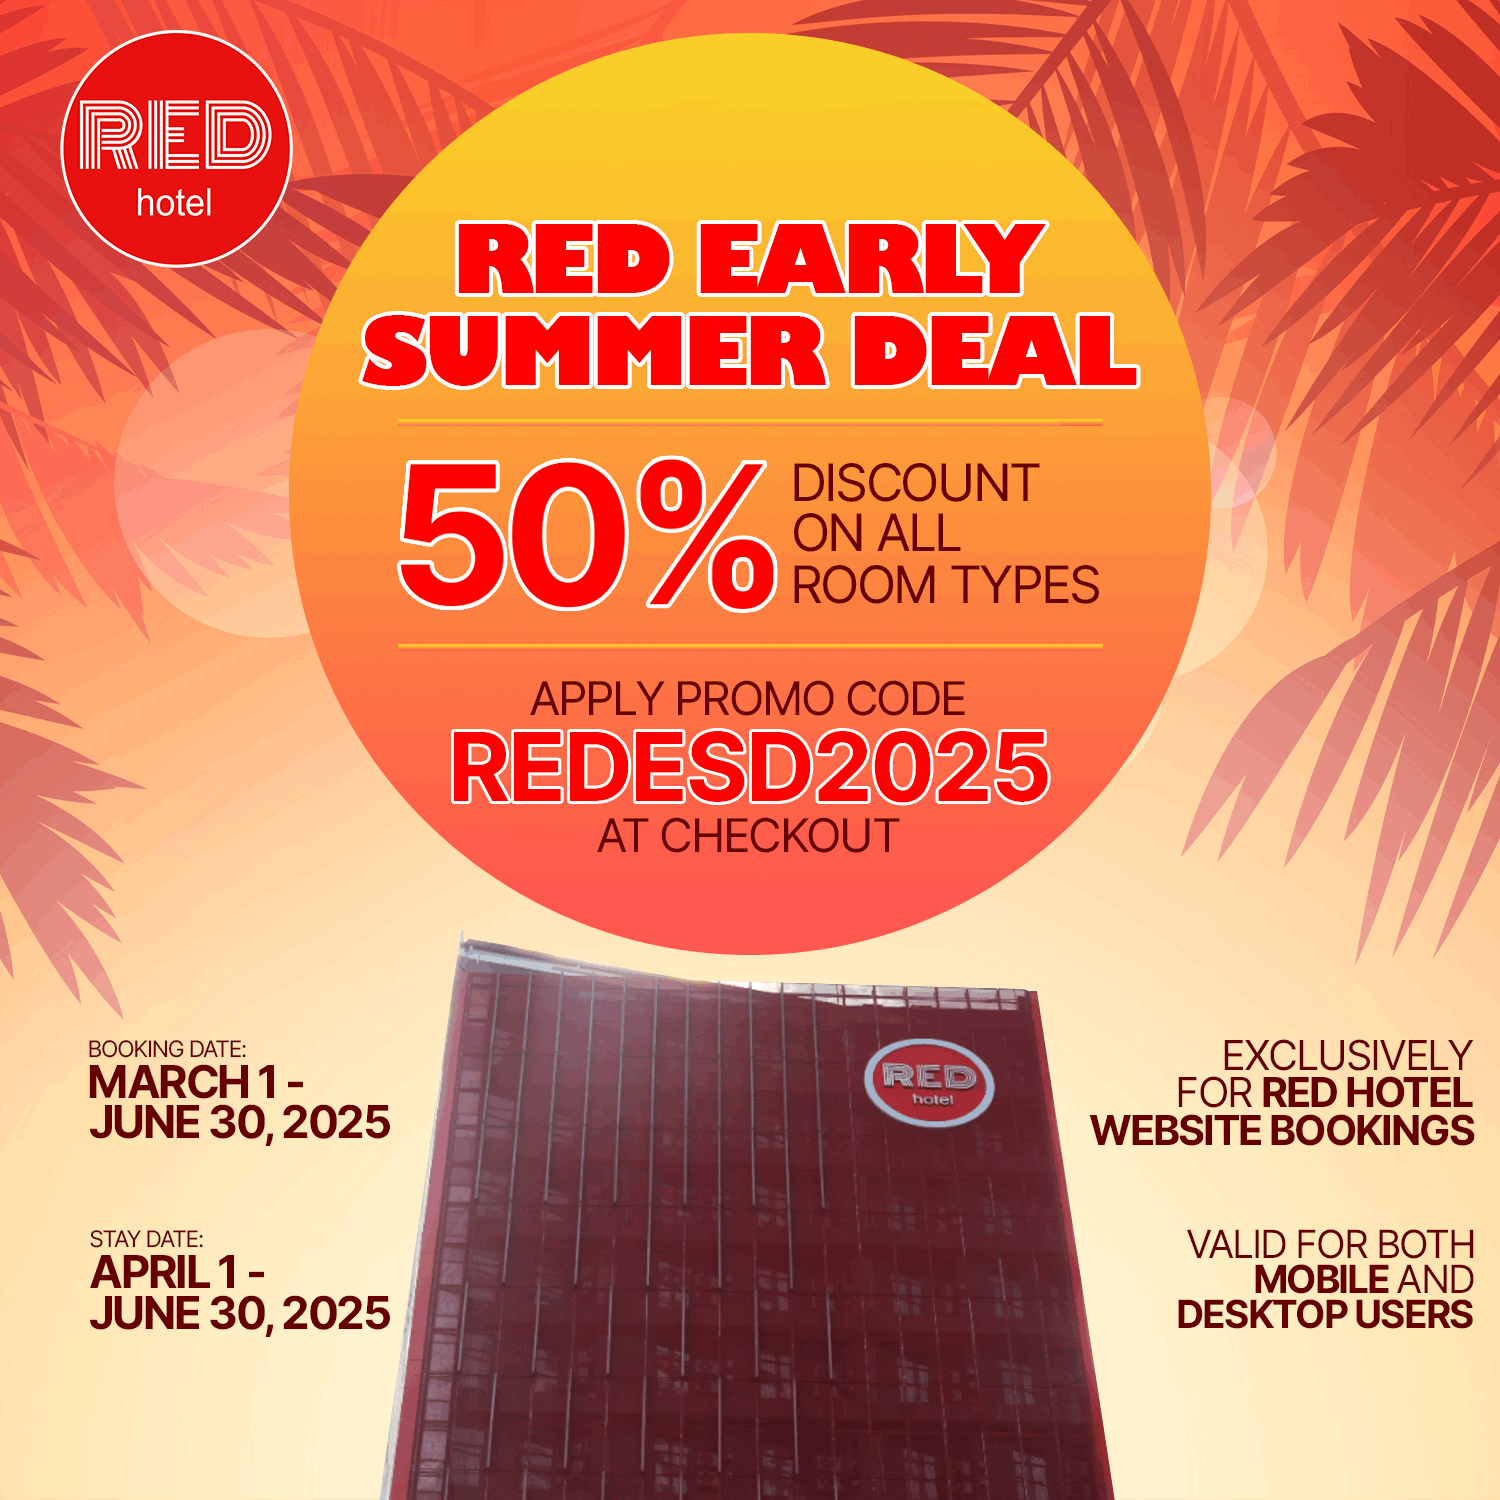 RED
hotel
RED EARLY
SUMMER DEAL
50%
DISCOUNT
ON ALL
ROOM TYPES
APPLY PROMO CODE
REDESD2025
AT CHECKOUT
RED
hotel
BOOKING DATE:
MARCH 1 -
JUNE 30, 2025
STAY DATE:
APRIL 1 -
JUNE 30, 2025
EXCLUSIVELY
FOR RED HOTEL
WEBSITE BOOKINGS
VALID FOR BOTH
MOBILE AND
DESKTOP USERS